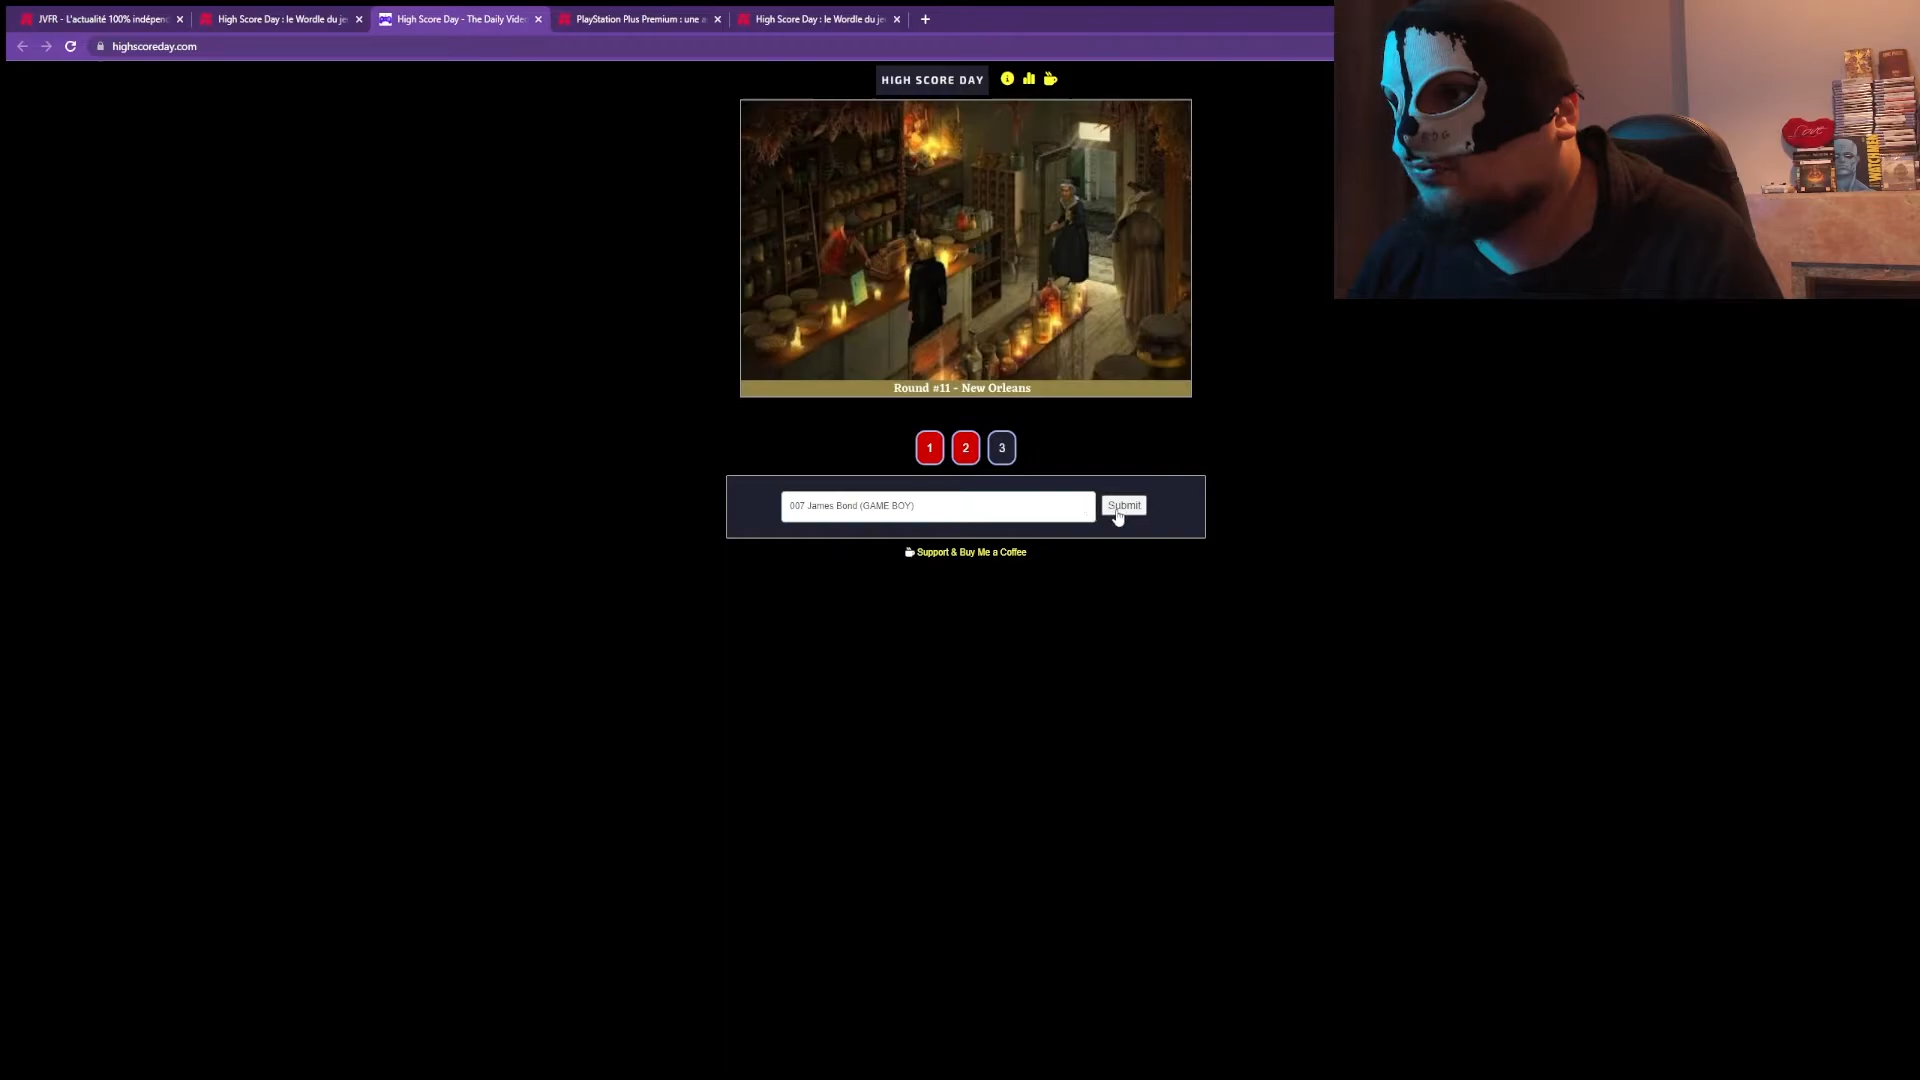 JVFR - L'actualité 100% indépen
High Score Day : le Wordle du je
High Score Day - The Daily Vide
PlayStation Plus Premium : une
High Score Day : le Wordle du je
highscoreday.com
HIGH SCORE DAY
Round #11 - New Orleans
1 2 3
007 James Bond (GAME BOY)
Submit
Support & Buy Me a Coffee
Love
WATCHMEN